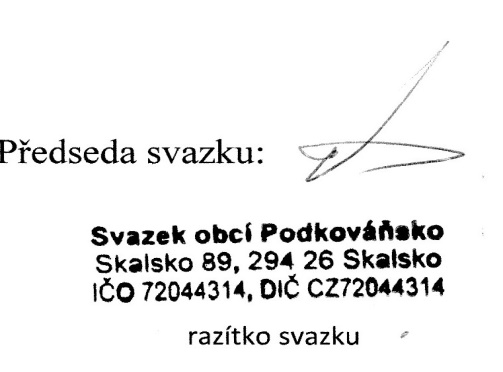 Předseda svazku:
Svazek obcí Podkováňsko
Skalsko 89, 294 26 Skalsko
IČO 72044314, DIČ CZ72044314
razítko svazku